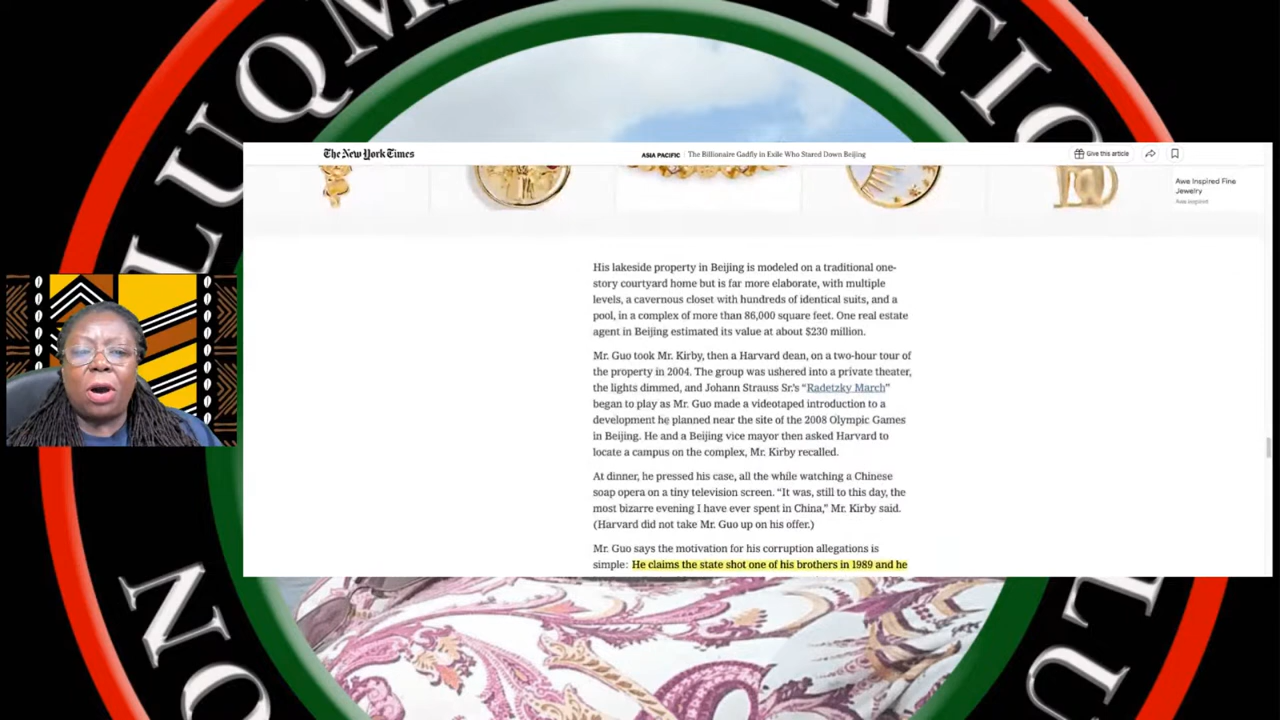 LUQM
ATIO
The New York Times
ASIA PACIFIC | The Billionaire Gadfly in Exile Who Stared Down Beijing
Give this article
Awe Inspired Fine
Jewelry
Awe Inspired
His lakeside property in Beijing is modeled on a traditional one-
story courtyard home but is far more elaborate, with multiple
levels, a cavernous closet with hundreds of identical suits, and a
pool, in a complex of more than 86,000 square feet. One real estate
agent in Beijing estimated its value at about $230 million.
Mr. Guo took Mr. Kirby, then a Harvard dean, on a two-hour tour of
the property in 2004. The group was ushered into a private theater,
the lights dimmed, and Johann Strauss Sr.'s “Radetzky March”
began to play as Mr. Guo made a videotaped introduction to a
development he planned near the site of the 2008 Olympic Games
in Beijing. He and a Beijing vice mayor then asked Harvard to
locate a campus on the complex, Mr. Kirby recalled.
At dinner, he pressed his case, all the while watching a Chinese
soap opera on a tiny television screen. “It was, still to this day, the
most bizarre evening I have ever spent in China,” Mr. Kirby said.
(Harvard did not take Mr. Guo up on his offer.)
Mr. Guo says the motivation for his corruption allegations is
simple: He claims the state shot one of his brothers in 1989 and he